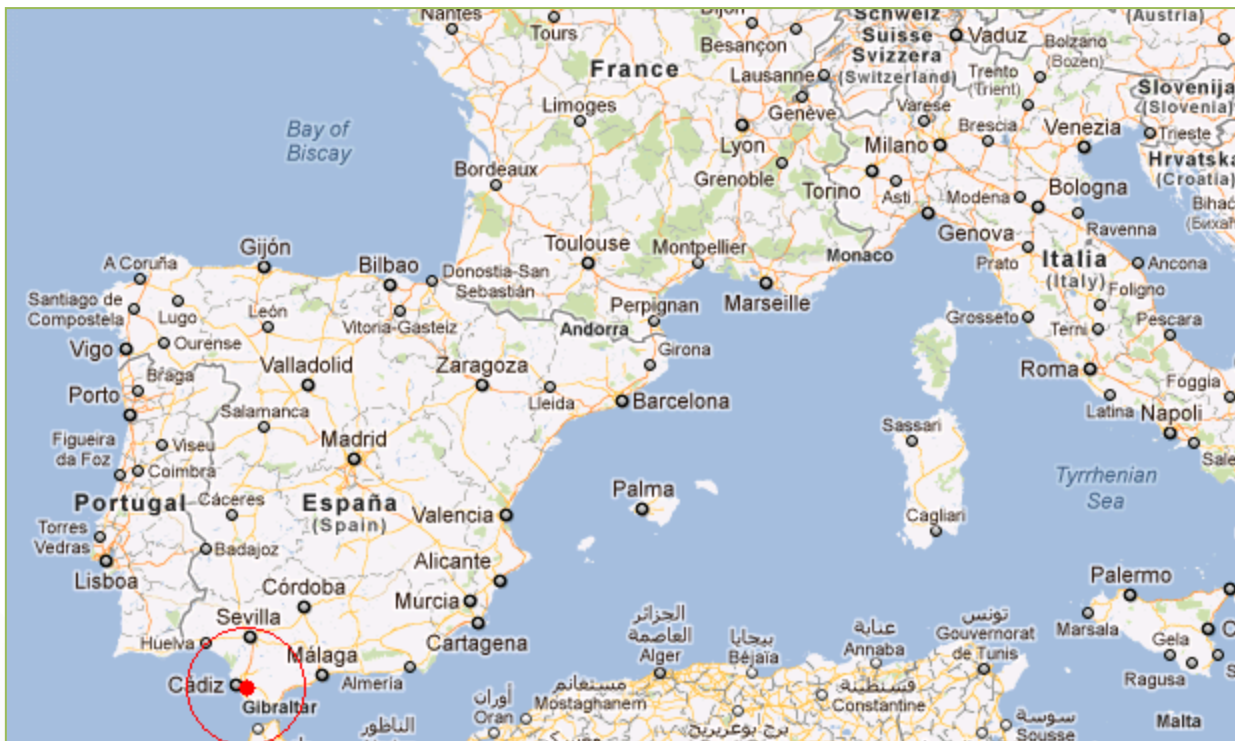 Nantes
Tours
Dijon
Besançon
Schweiz
Suisse
Svizzera
(Switzerland)
Vaduz
(Austria)
Bolzano
(Bozen)
France
Lausanne
Trento
(Trient)
Slovenija
(Slovenia)
Limoges
Genève
Varese
Bay of
Biscay
Lyon
Milano
Brescia
Venezia
Trieste
Bordeaux
Grenoble
Torino
Asti
Modena
Bologna
Hrvatska
(Croatia)
Genova
Ravenna
Gijón
Toulouse
Montpellier
Monaco
Prato
Italia
(Italy)
Ancona
A Coruña
Bilbao
Donostia-San
Sebastián
Marseille
Foligno
Santiago de
Compostela
Lugo
León
Vitoria-Gasteiz
Perpignan
Andorra
Grosseto
Terni
Pescara
Vigo
Ourense
Valladolid
Zaragoza
Girona
Roma
Braga
Porto
Salamanca
Lleida
Barcelona
Latina
Foggia
Napoli
Figueira
da Foz
Viseu
Coimbra
Madrid
Sassari
Portugal
Cáceres
España
(Spain)
Valencia
Palma
Tyrrhenian
Sea
Torres
Vedras
Badajoz
Cagliari
Lisboa
Córdoba
Alicante
Palermo
Sevilla
Murcia
Cartagena
الجزائر
العاصمة
Alger
بيجايا
Béjaïa
عنابة
Annaba
تونس
Gouvernorat
de Tunis
Marsala
Gela
Huelva
Málaga
Almería
Ragusa
Cádiz
Gibraltar
أوران
Oran
مستغانم
Mostaghanem
قسنطينة
Constantine
الناظور
برج بوعريريج
سوسة
Sousse
Malta